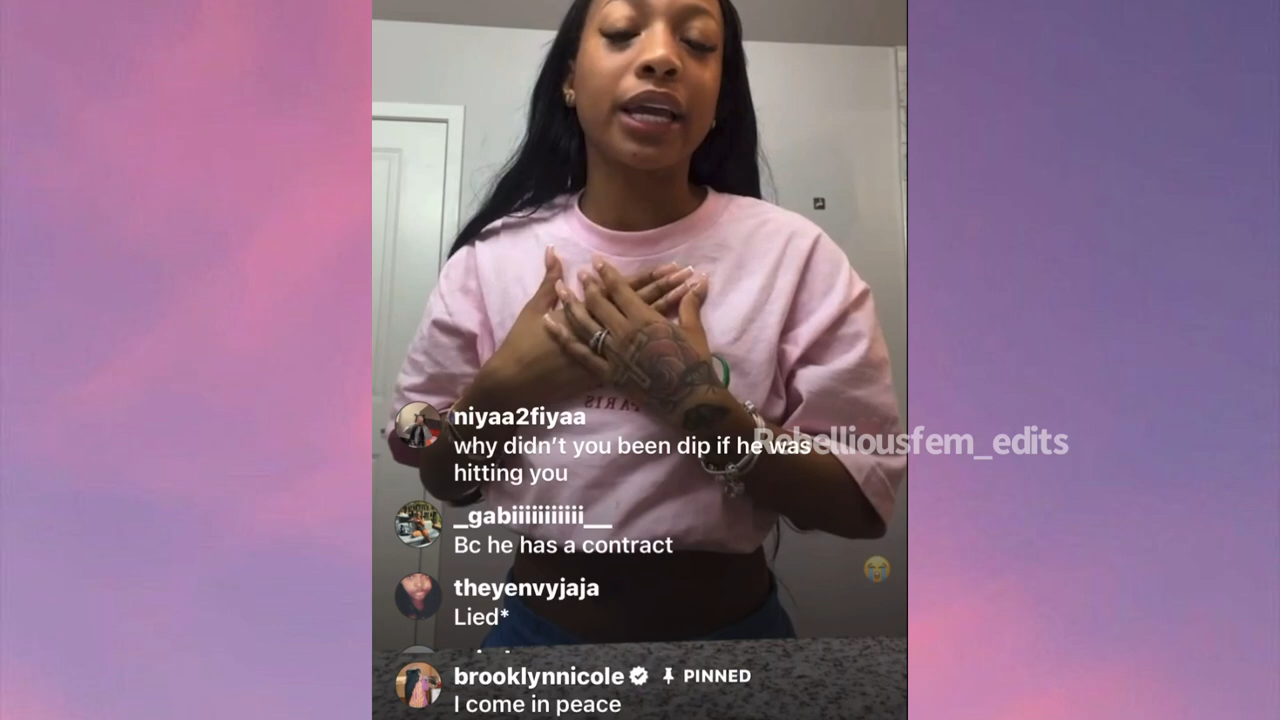 PARIS
niyaa2fiyaa
why didn't you been dip if he was
hitting you
Rebelliousfem_edits
_gabiiiiiiiiiii__
Bc he has a contract
theyenvyjaja
Lied*
brooklynnicole PINNED
I come in peace